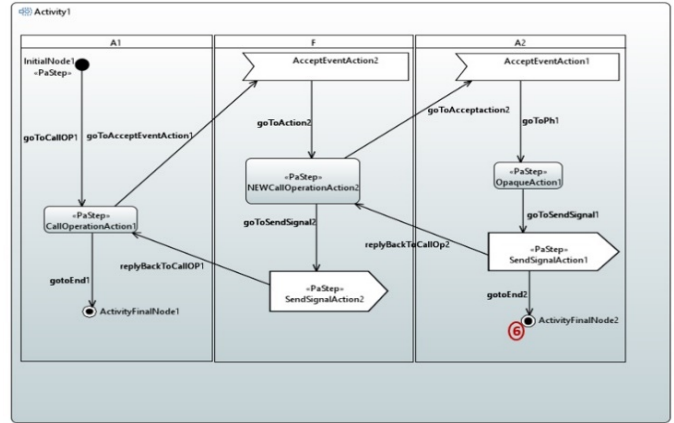 Activity1
A1
F
A2
InitialNode1
«PaStep»
AcceptEventAction2
AcceptEventAction1
goToCallOP1
goToAcceptEventAction1
goToAction2
goToAcceptaction2
goToPh1
«PaStep»
NEWCallOperationAction2
«PaStep»
OpaqueAction1
«PaStep»
CallOperationAction1
goToSendSignal2
goToSendSignal1
replyBackToCallOp2
«PaStep»
SendSignalAction1
gotoEnd1
replyBackToCallOP1
«PaStep»
SendSignalAction2
gotoEnd2
ActivityFinalNode1
ActivityFinalNode2
6